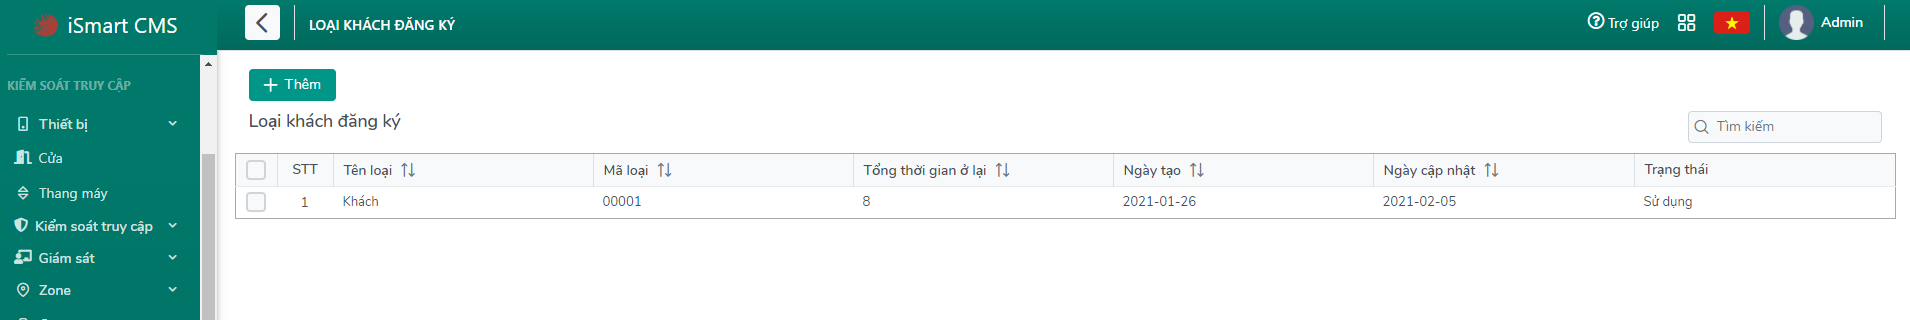 iSmart CMS
LOẠI KHÁCH ĐĂNG KÝ
Trợ giúp
Admin
KIỂM SOÁT TRUY CẬP
Thiết bị
Cửa
Thang máy
Kiểm soát truy cập
Giám sát
Zone
+ Thêm
Loại khách đăng ký
Tìm kiếm
STT Tên loại Mã loại Tổng thời gian ở lại Ngày tạo Ngày cập nhật Trạng thái
1 Khách 00001 8 2021-01-26 2021-02-05 Sử dụng